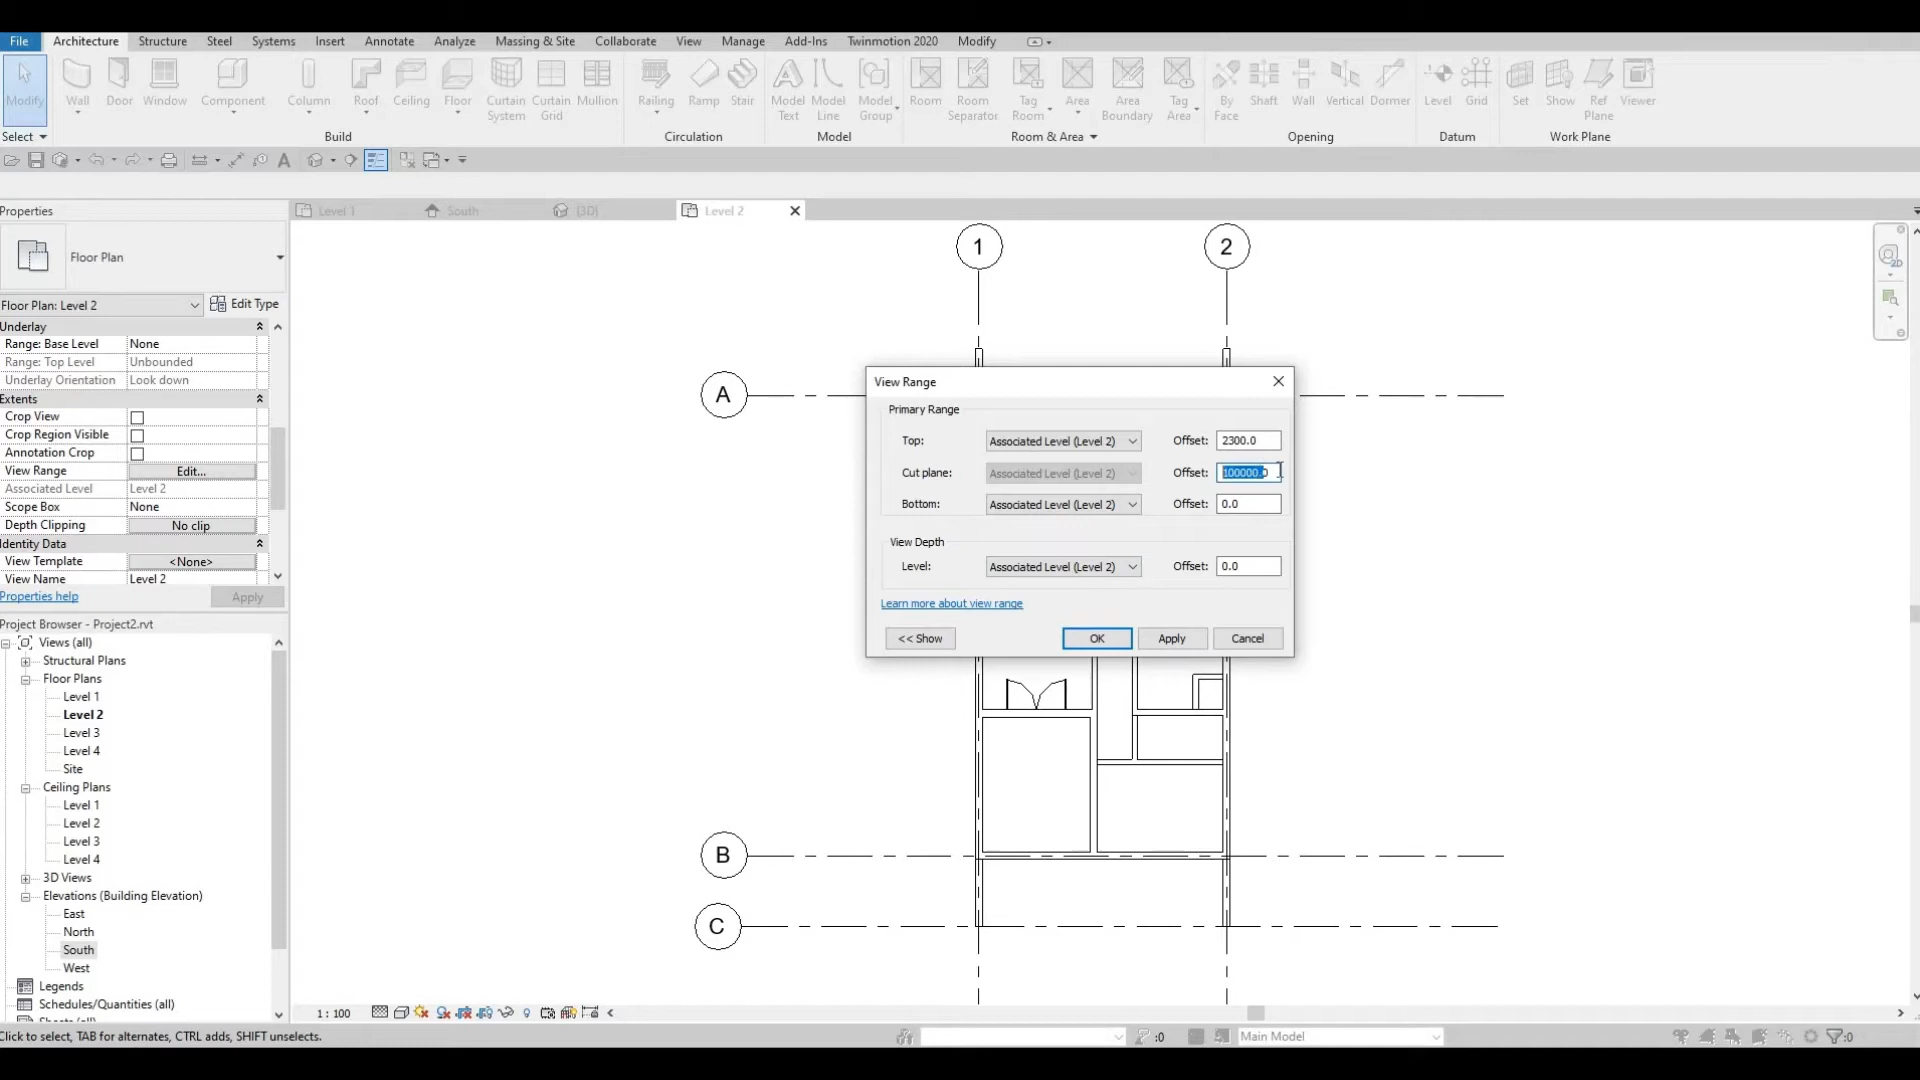 File Architecture Structure Steel Systems Insert Annotate Analyze Massing & Site Collaborate View Manage Add-Ins Twinmotion 2020 Modify
Modify Wall Door Window Component Column Roof Ceiling Floor Curtain System Curtain Grid Mullion Railing Ramp Stair Model Text Model Line Model Group Room Room Separator Tag Room Area Area Boundary Tag Area By Face Shaft Wall Vertical Dormer Level Grid Set Show Ref Plane Viewer
Select Build Circulation Model Room & Area Opening Datum Work Plane
Properties
Level 1 South {3D} Level 2
Floor Plan
Floor Plan: Level 2 Edit Type
Underlay
Range: Base Level None
Range: Top Level Unbounded
Underlay Orientation Look down
Extents
Crop View
Crop Region Visible
Annotation Crop
View Range Edit...
Associated Level Level 2
Scope Box None
Depth Clipping No clip
Identity Data
View Template <None>
View Name Level 2
Properties help Apply
Project Browser - Project2.rvt
Views (all)
Structural Plans
Floor Plans
Level 1
Level 2
Level 3
Level 4
Site
Ceiling Plans
Level 1
Level 2
Level 3
Level 4
3D Views
Elevations (Building Elevation)
East
North
South
West
Legends
Schedules/Quantities (all)
1 2
A
B
C
View Range
Primary Range
Top: Associated Level (Level 2) Offset: 2300.0
Cut plane: Associated Level (Level 2) Offset: 100000.0
Bottom: Associated Level (Level 2) Offset: 0.0
View Depth
Level: Associated Level (Level 2) Offset: 0.0
Learn more about view range
<< Show OK Apply Cancel
2D
1 : 100
Click to select, TAB for alternates, CTRL adds, SHIFT unselects. :0 Main Model :0